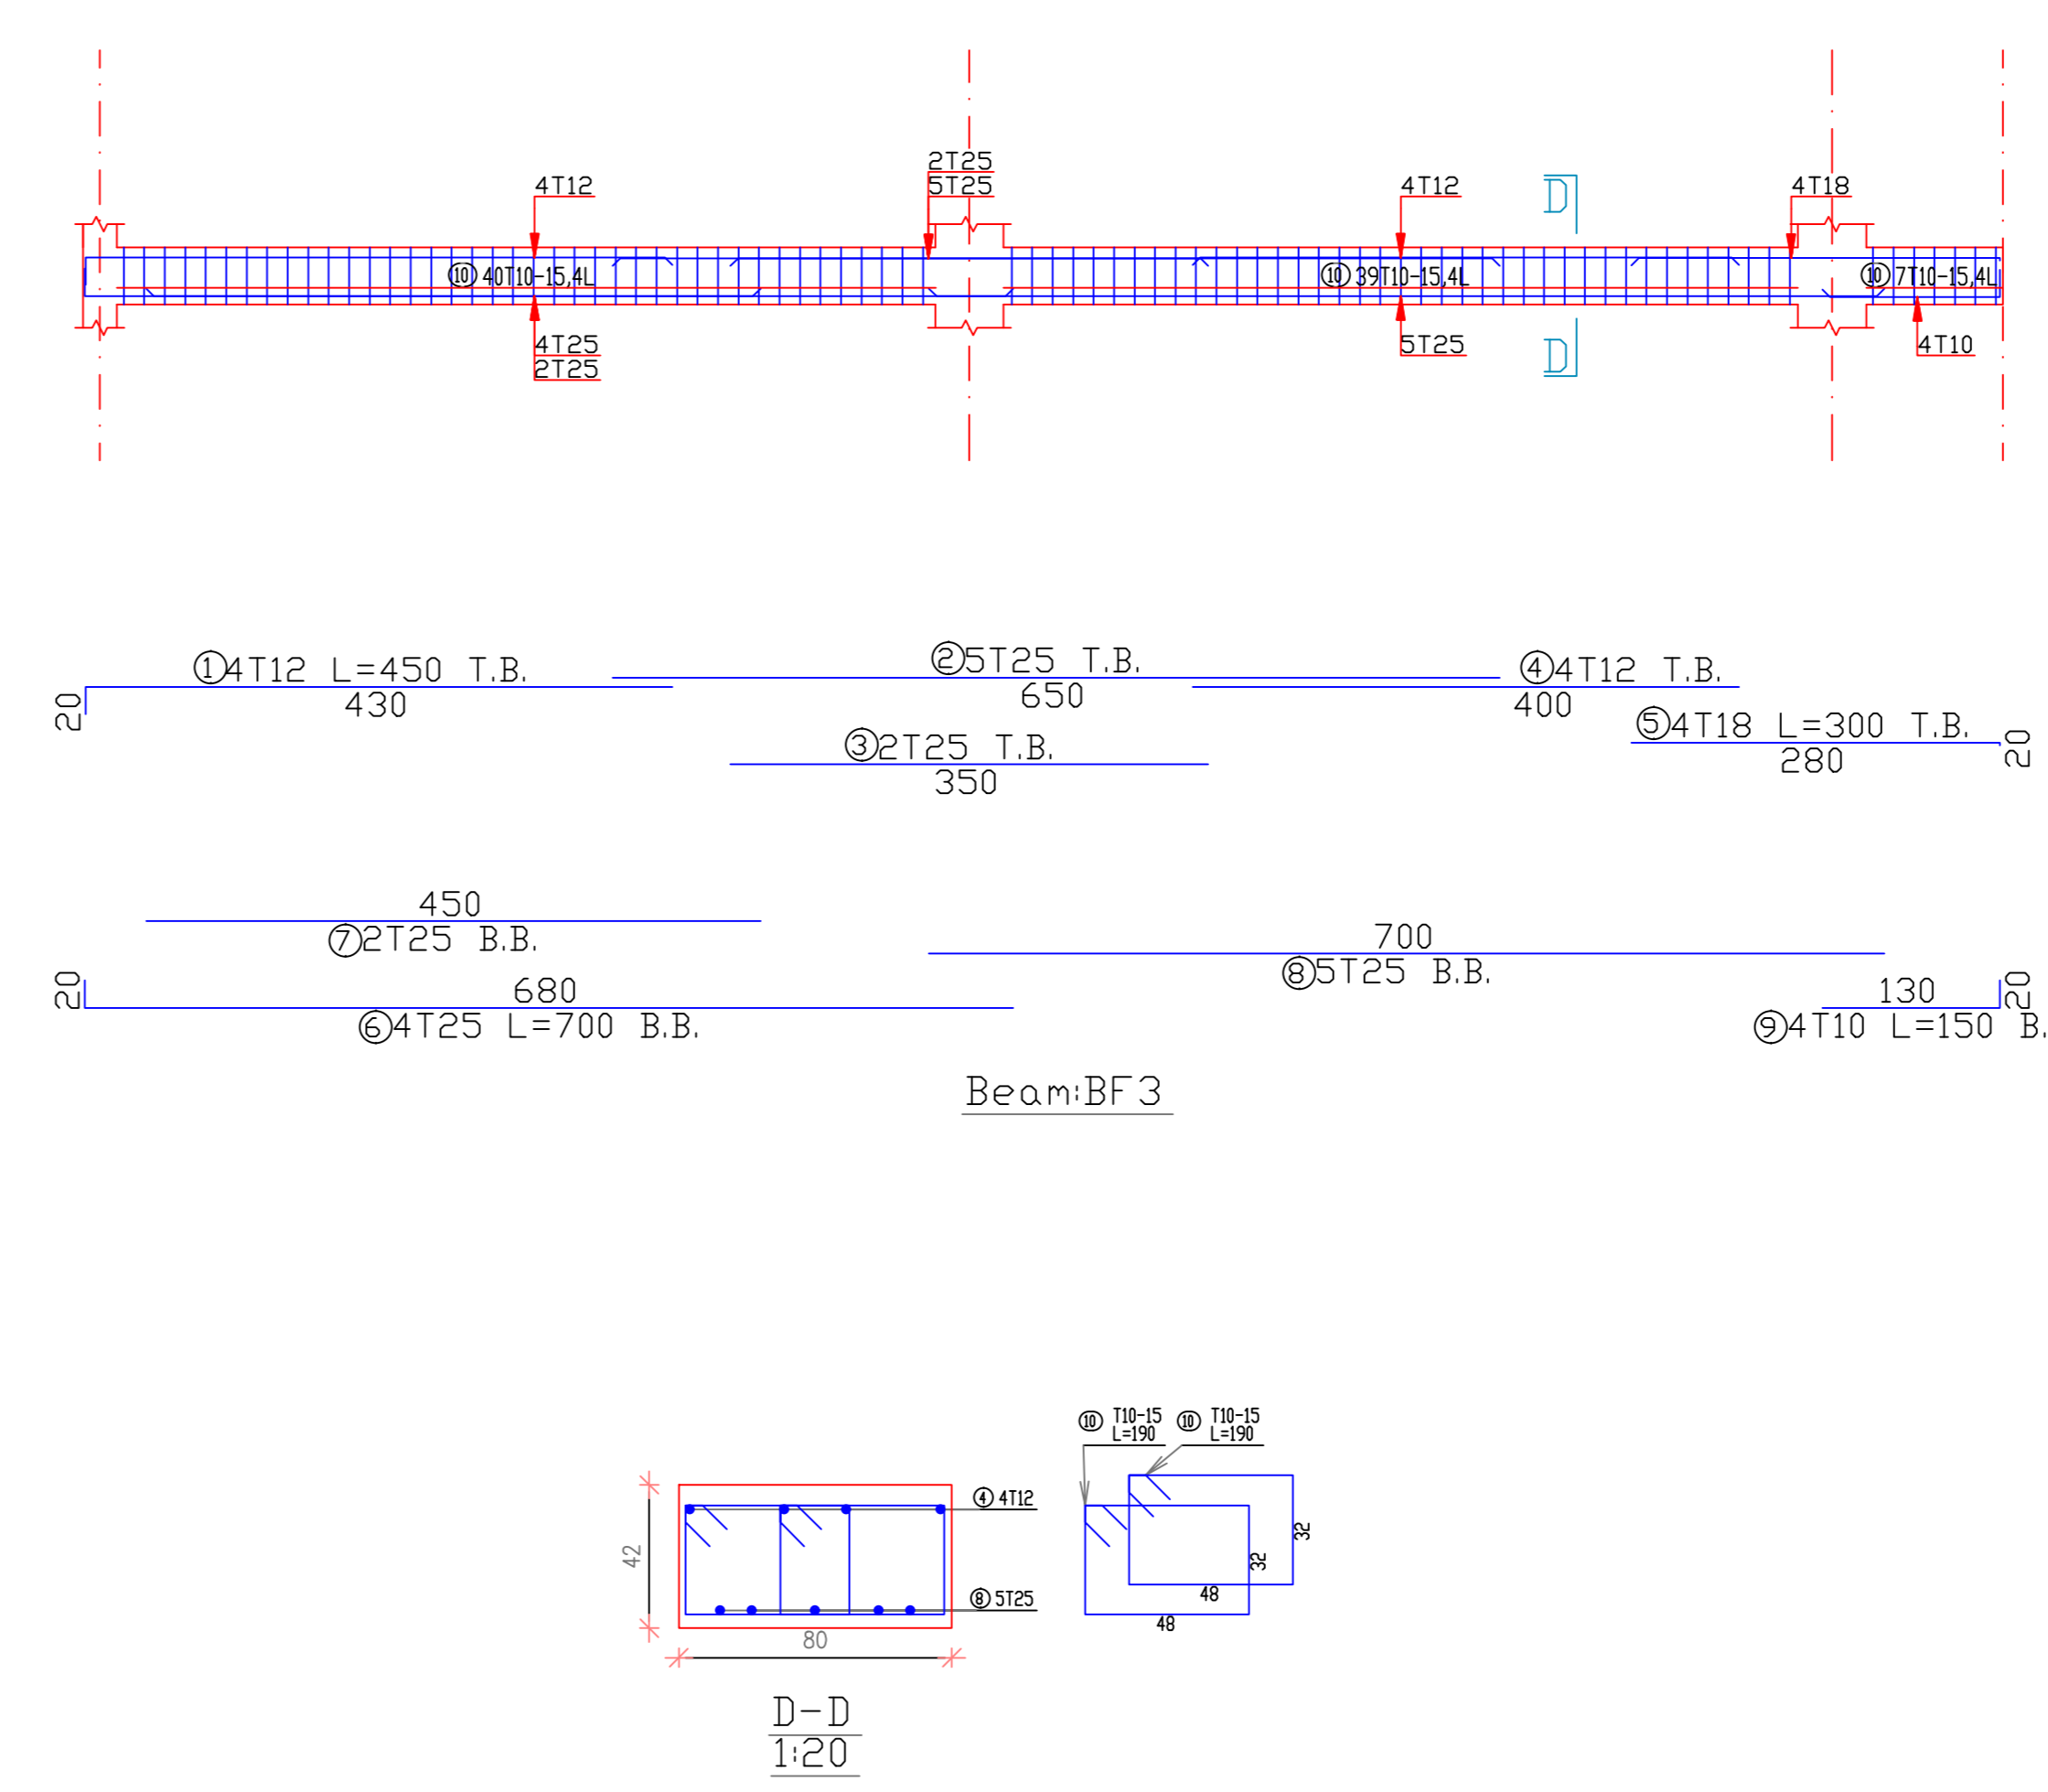 2T25
4T12
5T25
4T12
4T18
D
⑩ 40T10-15,4L
⑩ 39T10-15,4L
⑩ 7T10-15,4L
4T25
2T25
5T25
4T10
D
①4T12 L=450 T.B.
430
20
②5T25 T.B.
650
④4T12 T.B.
400
⑤4T18 L=300 T.B.
280
20
③2T25 T.B.
350
450
⑦2T25 B.B.
700
⑧5T25 B.B.
20
680
⑥4T25 L=700 B.B.
130
20
⑨4T10 L=150 B.
Beam:BF3
⑩ T10-15
L=190
⑩ T10-15
L=190
④ 4T12
42
32
32
⑧ 5T25
48
48
80
D-D
1:20